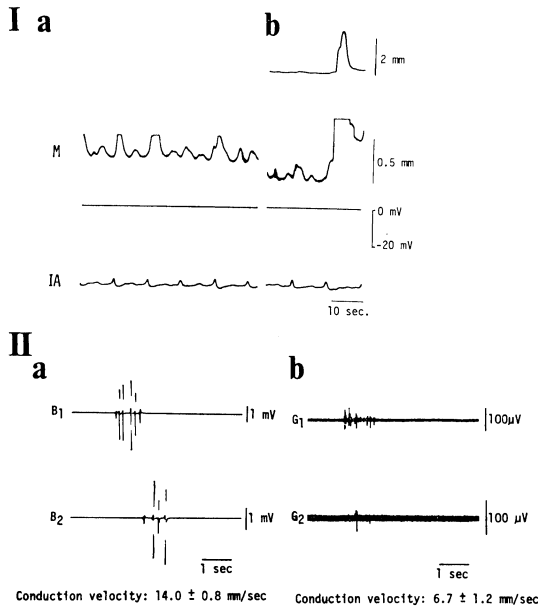 I a
b
2 mm
M
0.5 mm
0 mV
-20 mV
IA
10 sec.
II
a
b
B1
1 mV
G1
100µV
B2
1 mV
G2
100 µV
1 sec
1 sec
Conduction velocity: 14.0 ± 0.8 mm/sec
Conduction velocity: 6.7 ± 1.2 mm/sec